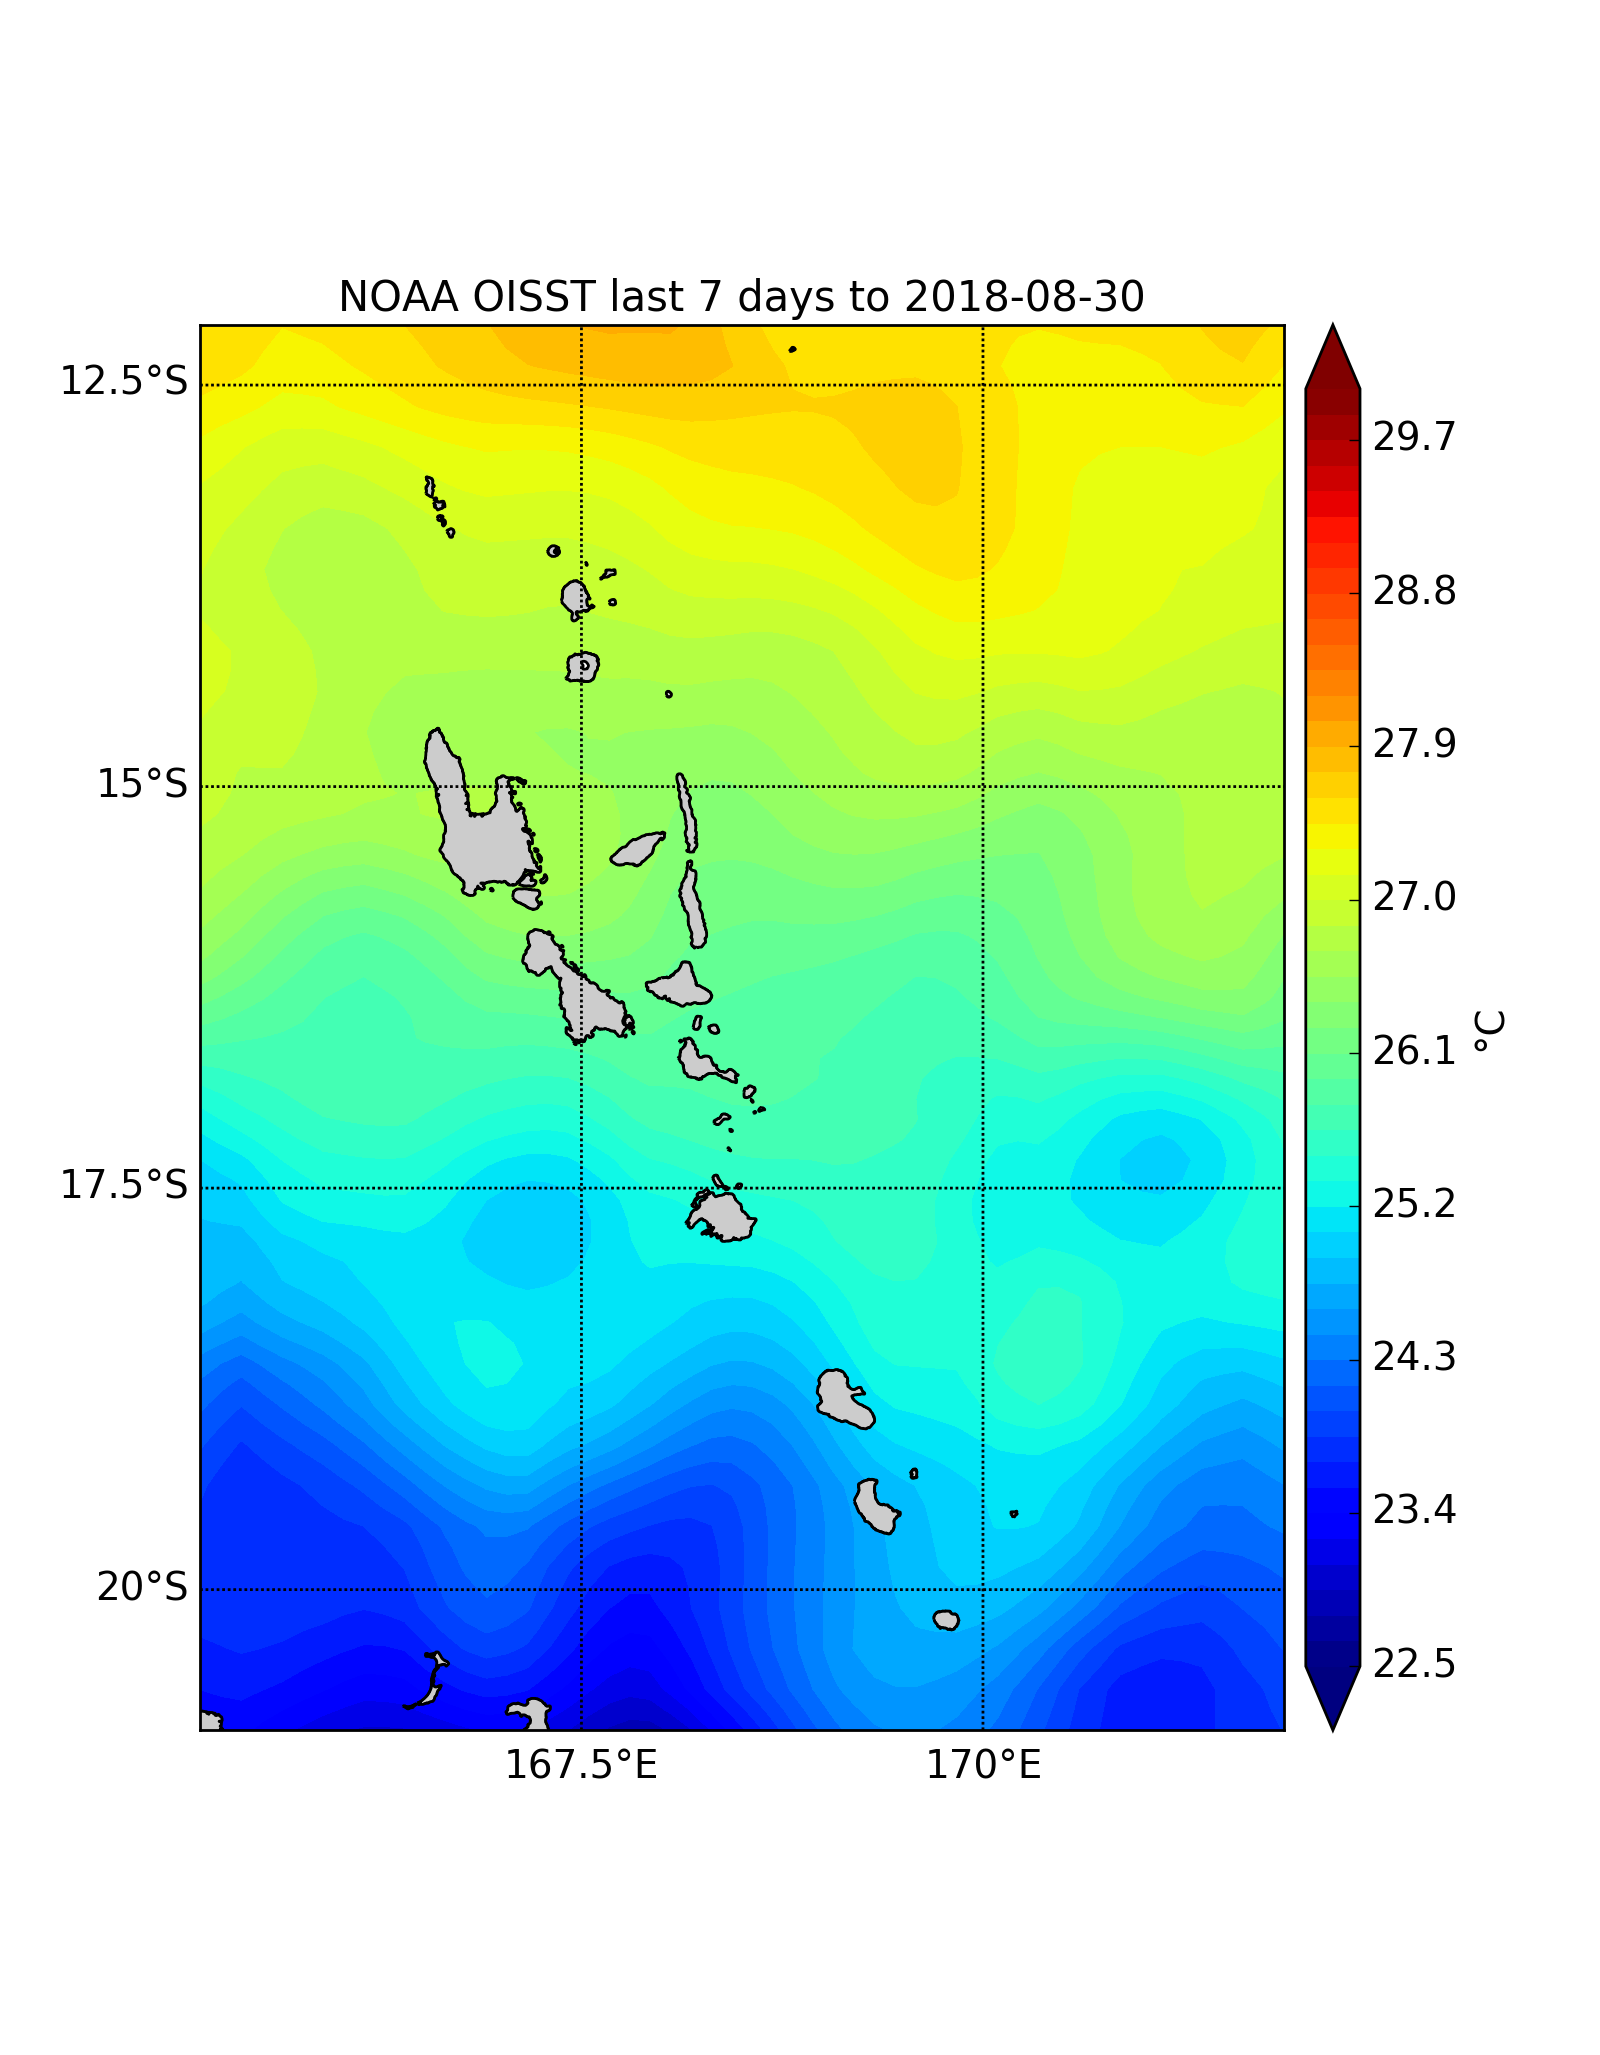 NOAA OISST last 7 days to 2018-08-30
12.5°S
15°S
17.5°S
20°S
167.5°E
170°E
29.7
28.8
27.9
27.0
26.1
25.2
24.3
23.4
22.5
°C